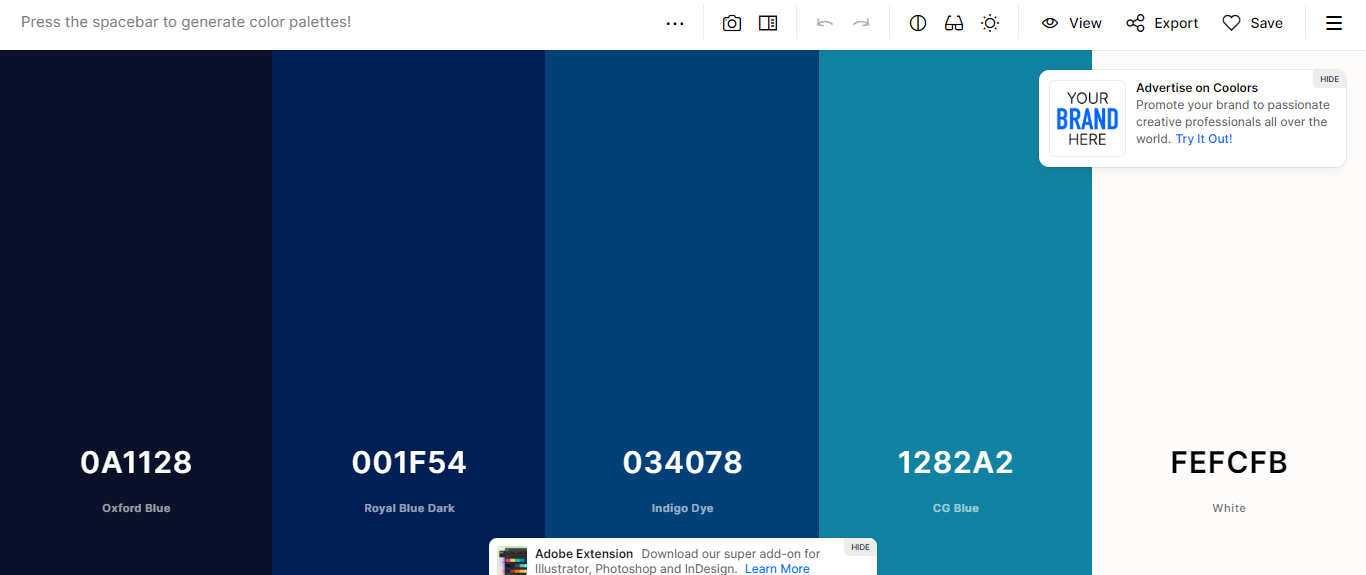 Press the spacebar to generate color palettes!
View
Export
Save
HIDE
YOUR
BRAND
HERE
Advertise on Coolors
Promote your brand to passionate
creative professionals all over the
world. Try It Out!
0A1128
001F54
034078
1282A2
FEFCFB
Oxford Blue
Royal Blue Dark
Indigo Dye
CG Blue
White
Adobe Extension Download our super add-on for
HIDE
Illustrator, Photoshop and InDesign. Learn More